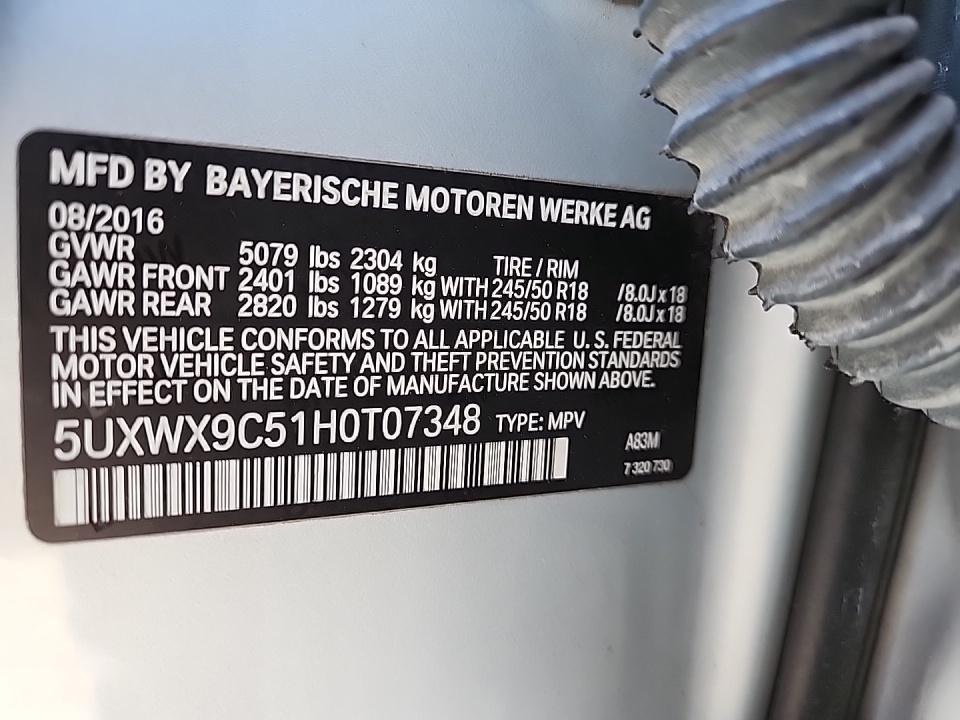 MFD BY BAYERISCHE MOTOREN WERKE AG
08/2016
GVWR 5079 lbs 2304 kg TIRE / RIM
GAWR FRONT 2401 lbs 1089 kg WITH 245/50 R18 /8.0J x 18
GAWR REAR 2820 lbs 1279 kg WITH 245/50 R18 /8.0J x 18
THIS VEHICLE CONFORMS TO ALL APPLICABLE U.S. FEDERAL
MOTOR VEHICLE SAFETY AND THEFT PREVENTION STANDARDS
IN EFFECT ON THE DATE OF MANUFACTURE SHOWN ABOVE.
5UXWX9C51H0T07348 TYPE: MPV
A83M
7 320 730